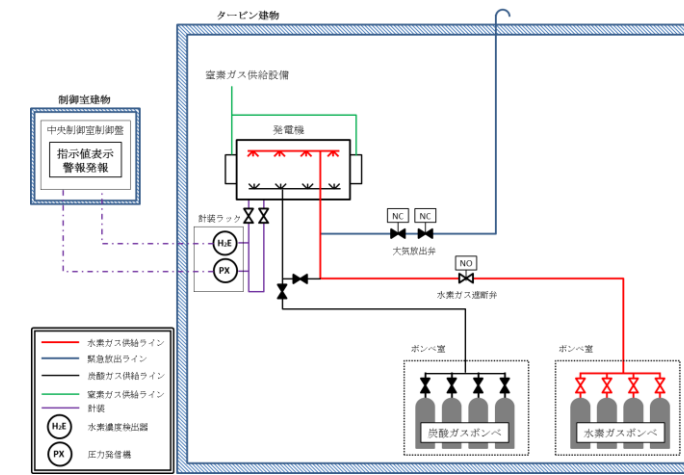 タービン建物
窒素ガス供給設備
制御室建物
中央制御室制御盤
指示値表示
警報発報
発電機
計装ラック
H₂E
PX
NC
NC
大気放出弁
NO
水素ガス遮断弁
ボンベ室
炭酸ガスボンベ
ボンベ室
水素ガスボンベ
水素ガス供給ライン
緊急放出ライン
炭酸ガス供給ライン
窒素ガス供給ライン
計装
H₂E
水素濃度検出器
PX
圧力発信機